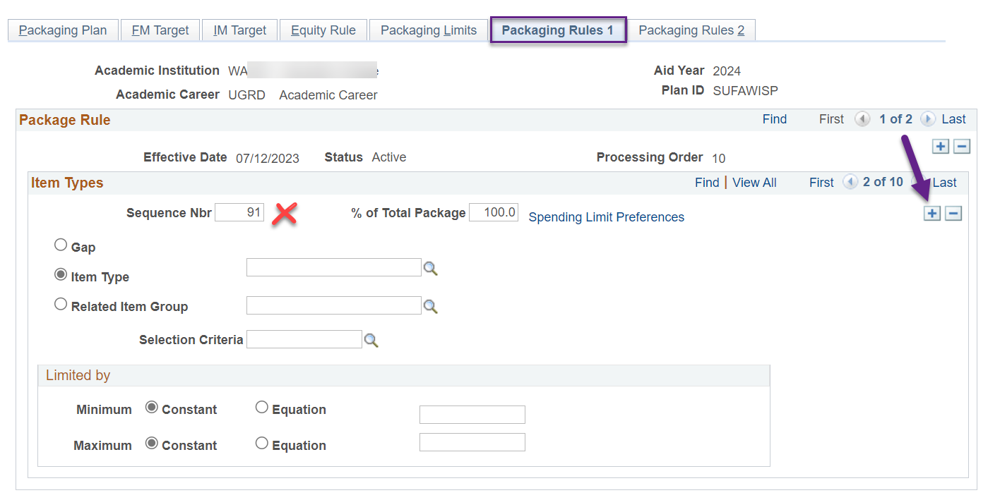 Packaging Plan FM Target IM Target Equity Rule Packaging Limits Packaging Rules 1 Packaging Rules 2
Academic Institution WA Aid Year 2024
Academic Career UGRD Academic Career Plan ID SUFAWISP
Package Rule Find First 1 of 2 Last
Effective Date 07/12/2023 Status Active Processing Order 10
Item Types Find | View All First 2 of 10 Last
Sequence Nbr 91 % of Total Package 100.0 Spending Limit Preferences
Gap
Item Type
Related Item Group
Selection Criteria
Limited by
Minimum Constant Equation
Maximum Constant Equation